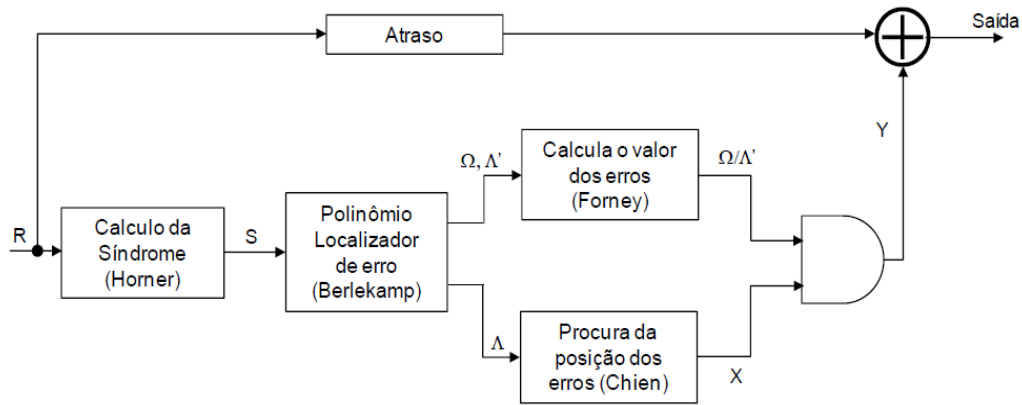 Saída
Atraso
Y
Ω, Λ'
Calcula o valor
dos erros
(Forney)
Ω/Λ'
R
Calculo da
Síndrome
(Horner)
S
Polinômio
Localizador
de erro
(Berlekamp)
Λ
Procura da
posição dos
erros (Chien)
X